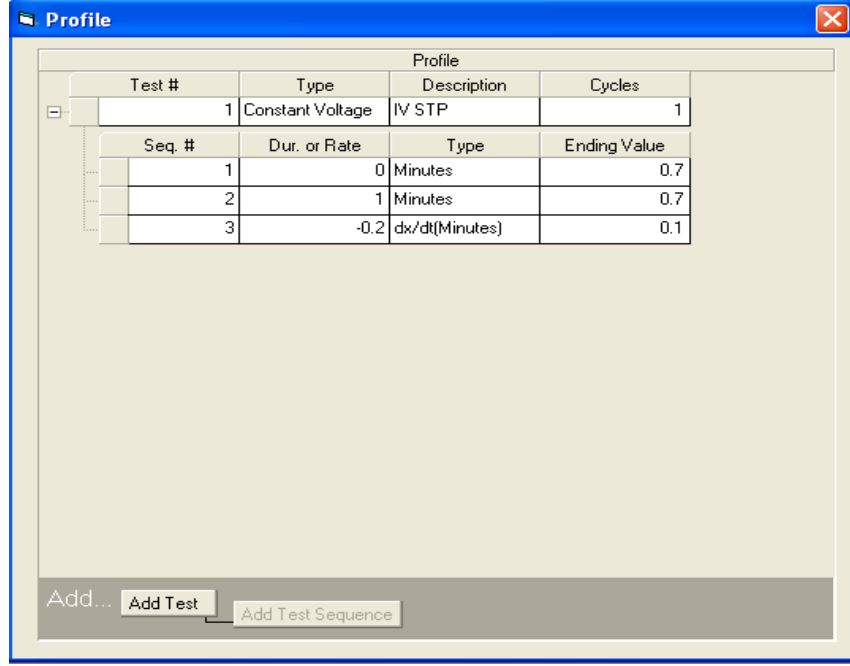 Profile
Profile
Test # Type Description Cycles
1 Constant Voltage IV STP 1
Seq. # Dur. or Rate Type Ending Value
1 0 Minutes 0.7
2 1 Minutes 0.7
3 -0.2 dx/dt(Minutes) 0.1
Add... Add Test
Add Test Sequence